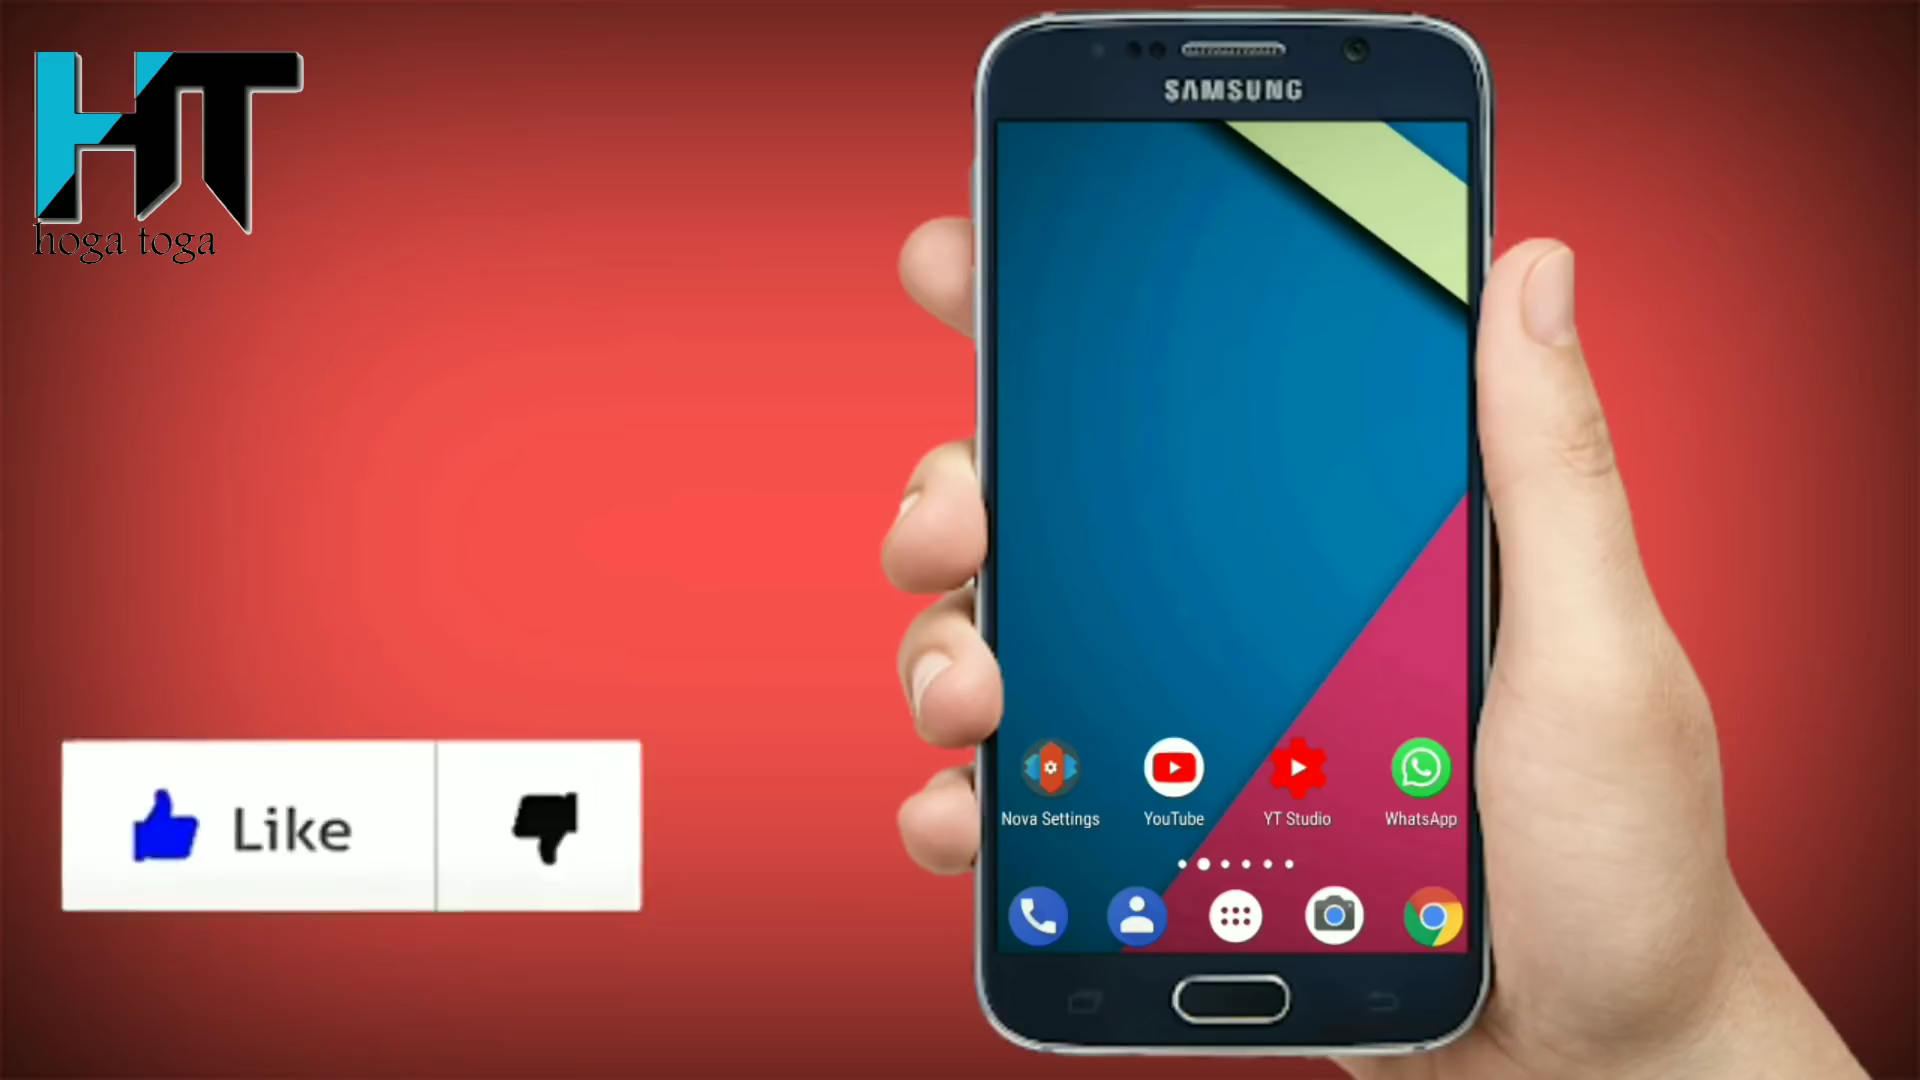 HT
hoga toga
SAMSUNG
Nova Settings
YouTube
YT Studio
WhatsApp
Like